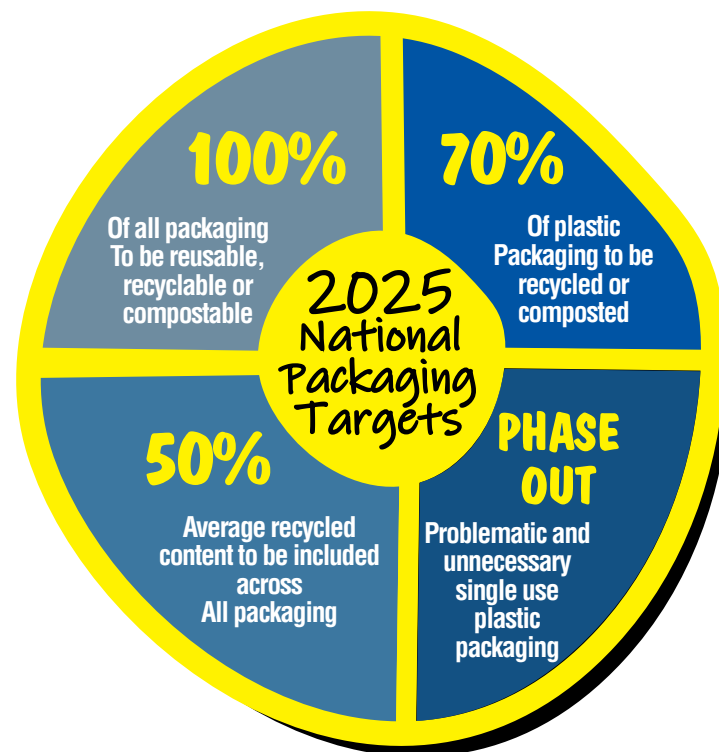 100%
Of all packaging
To be reusable,
recyclable or
compostable
70%
Of plastic
Packaging to be
recycled or
composted
2025
National
Packaging
Targets
50%
Average recycled
content to be included
across
All packaging
PHASE
OUT
Problematic and
unnecessary
single use
plastic
packaging